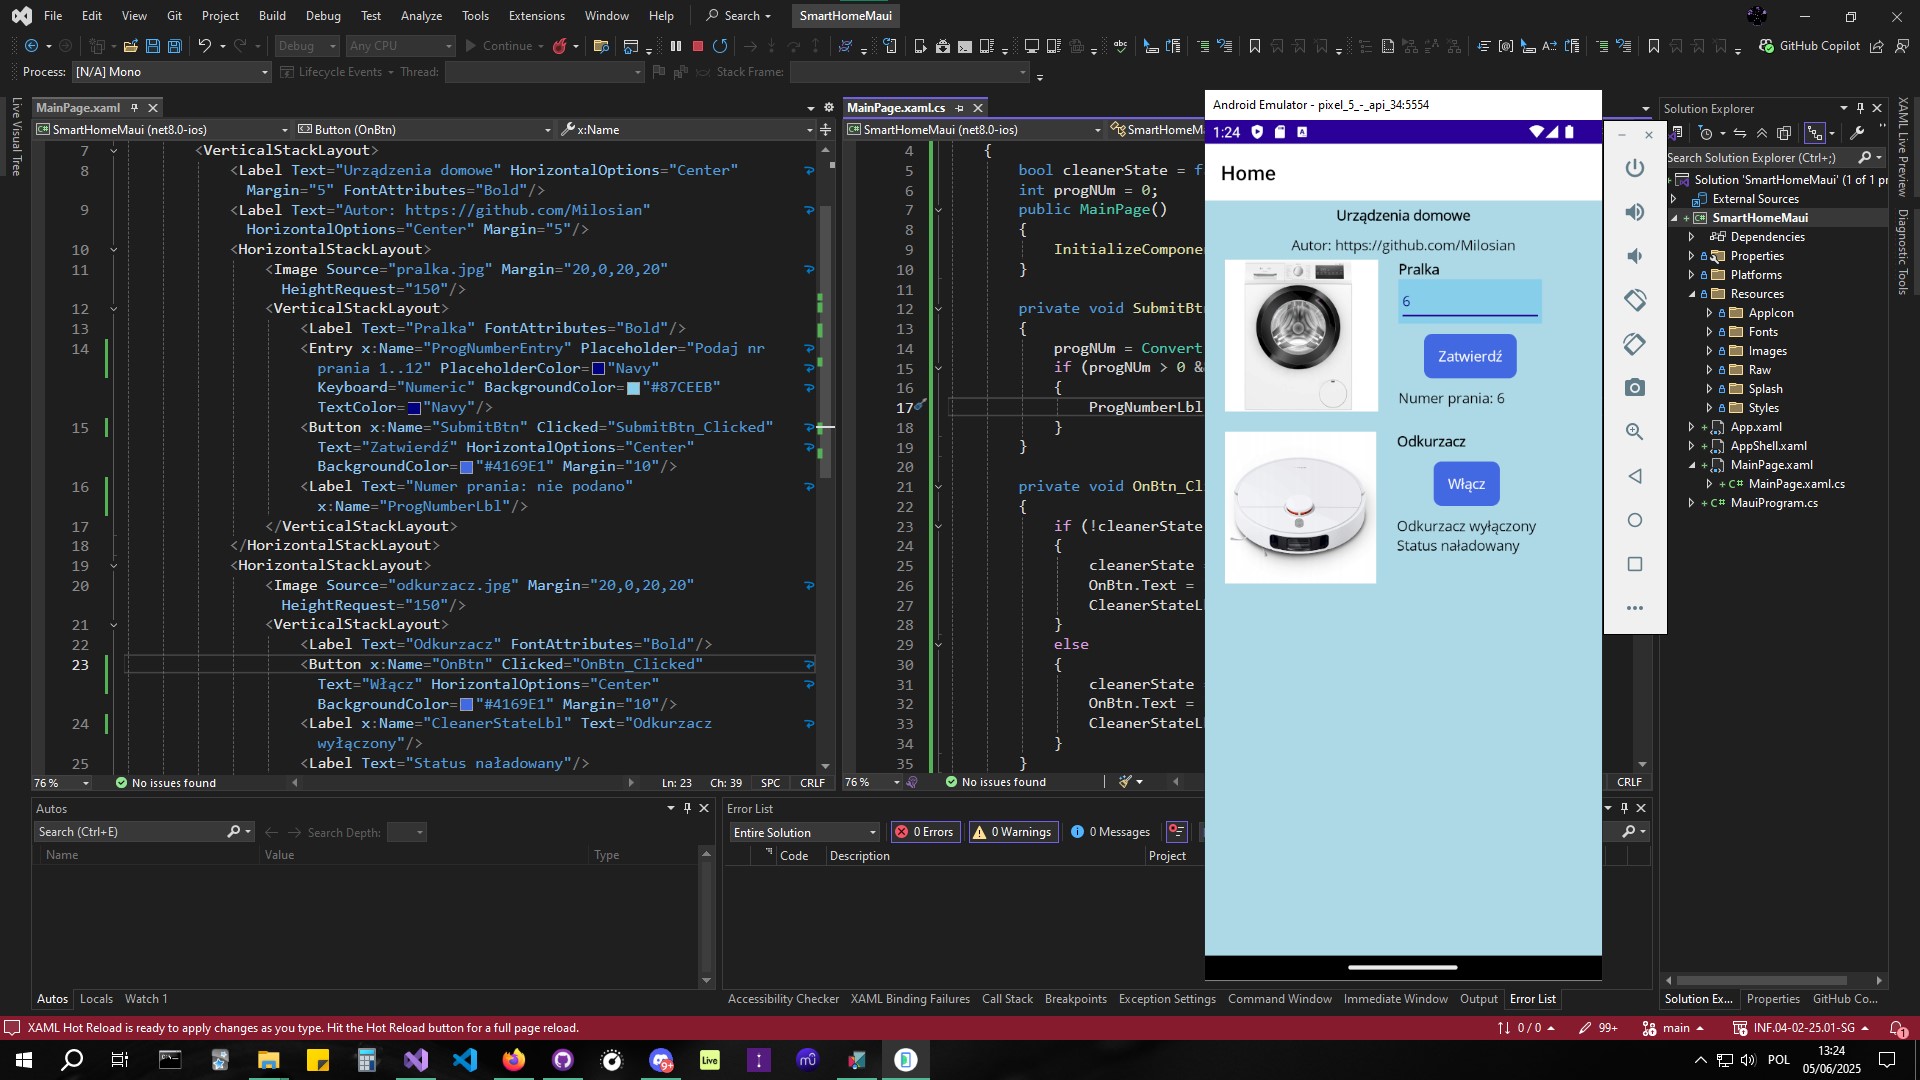 File Edit View Git Project Build Debug Test Analyze Tools Extensions Window Help Search SmartHomeMaui
Debug Any CPU Continue GitHub Copilot
Process: [N/A] Mono Lifecycle Events Thread: Stack Frame:
Live Visual Tree
MainPage.xaml
SmartHomeMaui (net8.0-ios) Button (OnBtn) x:Name
7 <VerticalStackLayout>
8 <Label Text="Urządzenia domowe" HorizontalOptions="Center"
Margin="5" FontAttributes="Bold"/>
9 <Label Text="Autor: https://github.com/Milosian"
HorizontalOptions="Center" Margin="5"/>
10 <HorizontalStackLayout>
11 <Image Source="pralka.jpg" Margin="20,0,20,20"
HeightRequest="150"/>
12 <VerticalStackLayout>
13 <Label Text="Pralka" FontAttributes="Bold"/>
14 <Entry x:Name="ProgNumberEntry" Placeholder="Podaj nr
prania 1..12" PlaceholderColor="Navy"
Keyboard="Numeric" BackgroundColor="#87CEEB"
TextColor="Navy"/>
15 <Button x:Name="SubmitBtn" Clicked="SubmitBtn_Clicked"
Text="Zatwierdź" HorizontalOptions="Center"
BackgroundColor="#4169E1" Margin="10"/>
16 <Label Text="Numer prania: nie podano"
x:Name="ProgNumberLbl"/>
17 </VerticalStackLayout>
18 </HorizontalStackLayout>
19 <HorizontalStackLayout>
20 <Image Source="odkurzacz.jpg" Margin="20,0,20,20"
HeightRequest="150"/>
21 <VerticalStackLayout>
22 <Label Text="Odkurzacz" FontAttributes="Bold"/>
23 <Button x:Name="OnBtn" Clicked="OnBtn_Clicked"
Text="Włącz" HorizontalOptions="Center"
BackgroundColor="#4169E1" Margin="10"/>
24 <Label x:Name="CleanerStateLbl" Text="Odkurzacz
wyłączony"/>
25 <Label Text="Status naładowany"/>
76 % No issues found Ln: 23 Ch: 39 SPC CRLF
MainPage.xaml.cs
SmartHomeMaui (net8.0-ios) SmartHomeM
4 {
5 bool cleanerState = f
6 int progNUm = 0;
7 public MainPage()
8 {
9 InitializeCompone
10 }
11
12 private void SubmitBt
13 {
14 progNUm = Convert
15 if (progNUm > 0 &
16 {
17 ProgNumberLbl
18 }
19 }
20
21 private void OnBtn_Cl
22 {
23 if (!cleanerState
24 {
25 cleanerState =
26 OnBtn.Text =
27 CleanerStateL
28 }
29 else
30 {
31 cleanerState
32 OnBtn.Text =
33 CleanerStateL
34 }
35 }
76 % No issues found CRLF
Android Emulator - pixel_5_-_api_34:5554
1:24
Home
Urządzenia domowe
Autor: https://github.com/Milosian
Pralka
6
Zatwierdź
Numer prania: 6
Odkurzacz
Włącz
Odkurzacz wyłączony
Status naładowany
Solution Explorer
Search Solution Explorer (Ctrl+;)
Solution 'SmartHomeMaui' (1 of 1 pr
External Sources
SmartHomeMaui
Dependencies
Properties
Platforms
Resources
AppIcon
Fonts
Images
Raw
Splash
Styles
App.xaml
AppShell.xaml
MainPage.xaml
MainPage.xaml.cs
MauiProgram.cs
Solution Ex... Properties GitHub Co...
XAML Live Preview
Diagnostic Tools
Autos
Search (Ctrl+E) Search Depth:
Name Value Type
Autos Locals Watch 1
Error List
Entire Solution 0 Errors 0 Warnings 0 Messages
Code Description Project
Accessibility Checker XAML Binding Failures Call Stack Breakpoints Exception Settings Command Window Immediate Window Output Error List
XAML Hot Reload is ready to apply changes as you type. Hit the Hot Reload button for a full page reload. 0 / 0 99+ main INF.04-02-25.01-SG 1
9+ Live POL 13:24
05/06/2025